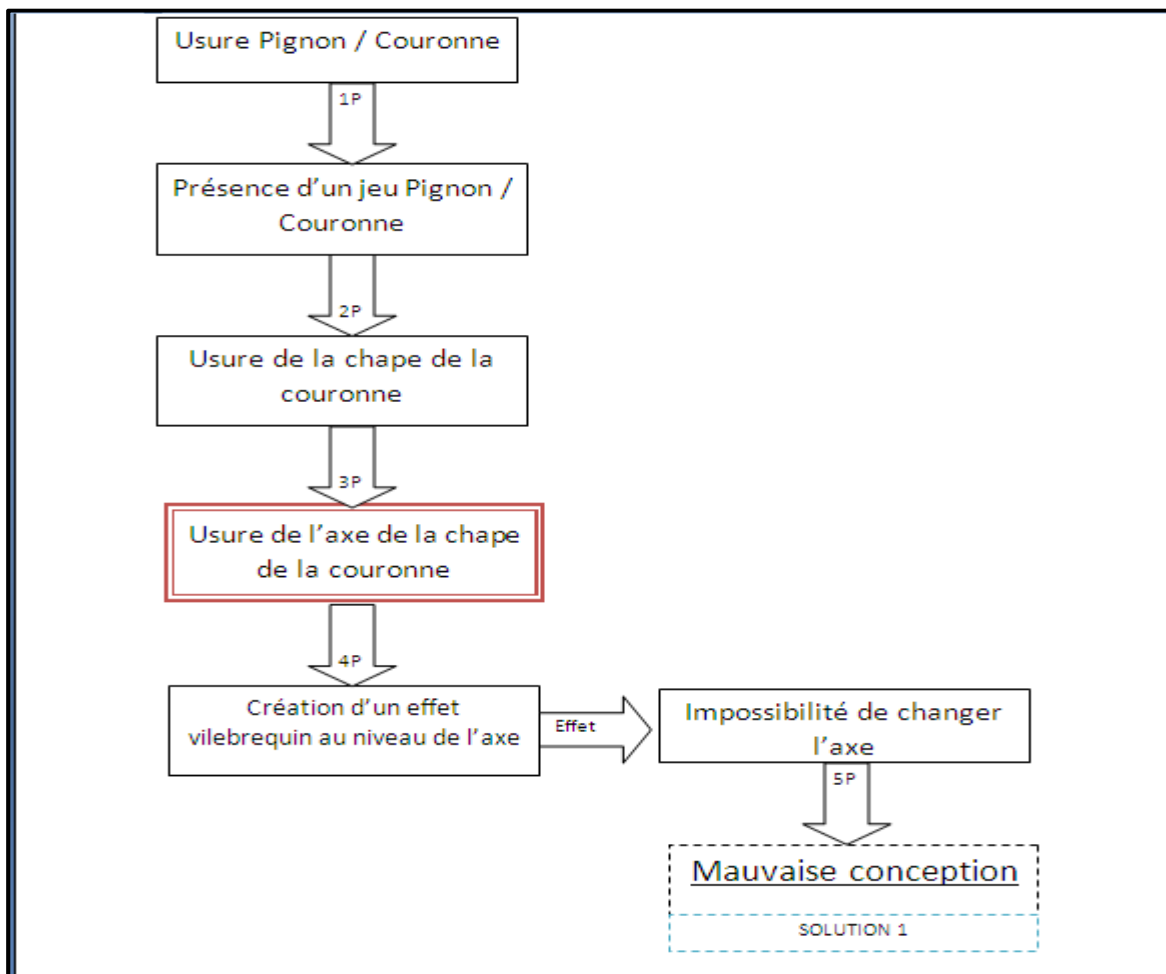 Usure Pignon / Couronne
1P
Présence d'un jeu Pignon /
Couronne
2P
Usure de la chape de la
couronne
3P
Usure de l'axe de la chape
de la couronne
4P
Création d'un effet
vilebrequin au niveau de l'axe
Effet
Impossibilité de changer
l'axe
5P
Mauvaise conception
SOLUTION 1